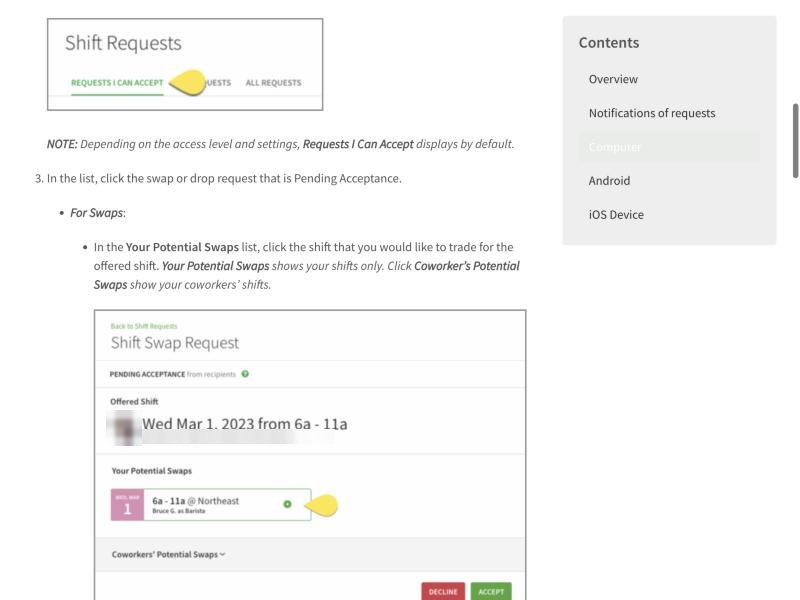 Shift Requests
REQUESTS I CAN ACCEPT UESTS ALL REQUESTS
NOTE: Depending on the access level and settings, Requests I Can Accept displays by default.
3. In the list, click the swap or drop request that is Pending Acceptance.
• For Swaps:
• In the Your Potential Swaps list, click the shift that you would like to trade for the
offered shift. Your Potential Swaps shows your shifts only. Click Coworker's Potential
Swaps show your coworkers' shifts.
Back to Shift Requests
Shift Swap Request
PENDING ACCEPTANCE from recipients ?
Offered Shift
Wed Mar 1, 2023 from 6a - 11a
Your Potential Swaps
WED, MAR
1
6a - 11a @ Northeast
Bruce G. as Barista
Coworkers' Potential Swaps
DECLINE ACCEPT
Contents
Overview
Notifications of requests
Computer
Android
iOS Device